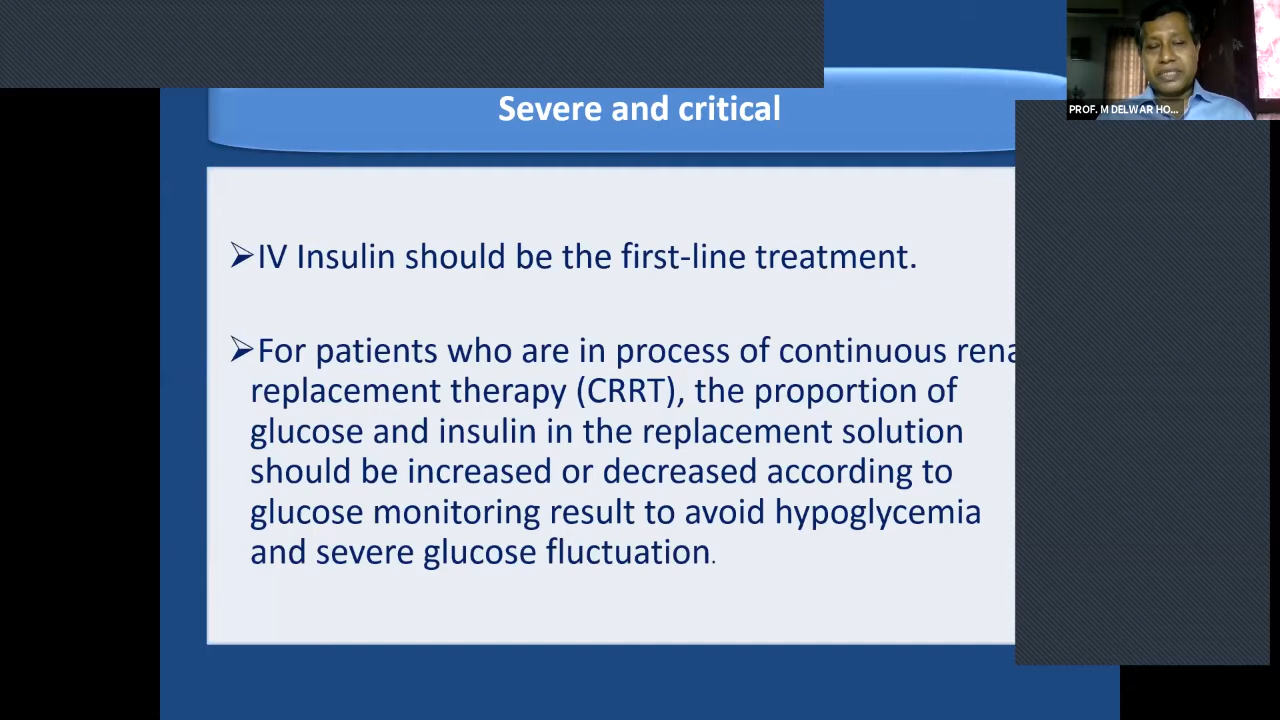 PROF. M DELWAR HO...
Severe and critical
➢IV Insulin should be the first-line treatment.
➢For patients who are in process of continuous rena
replacement therapy (CRRT), the proportion of
glucose and insulin in the replacement solution
should be increased or decreased according to
glucose monitoring result to avoid hypoglycemia
and severe glucose fluctuation.